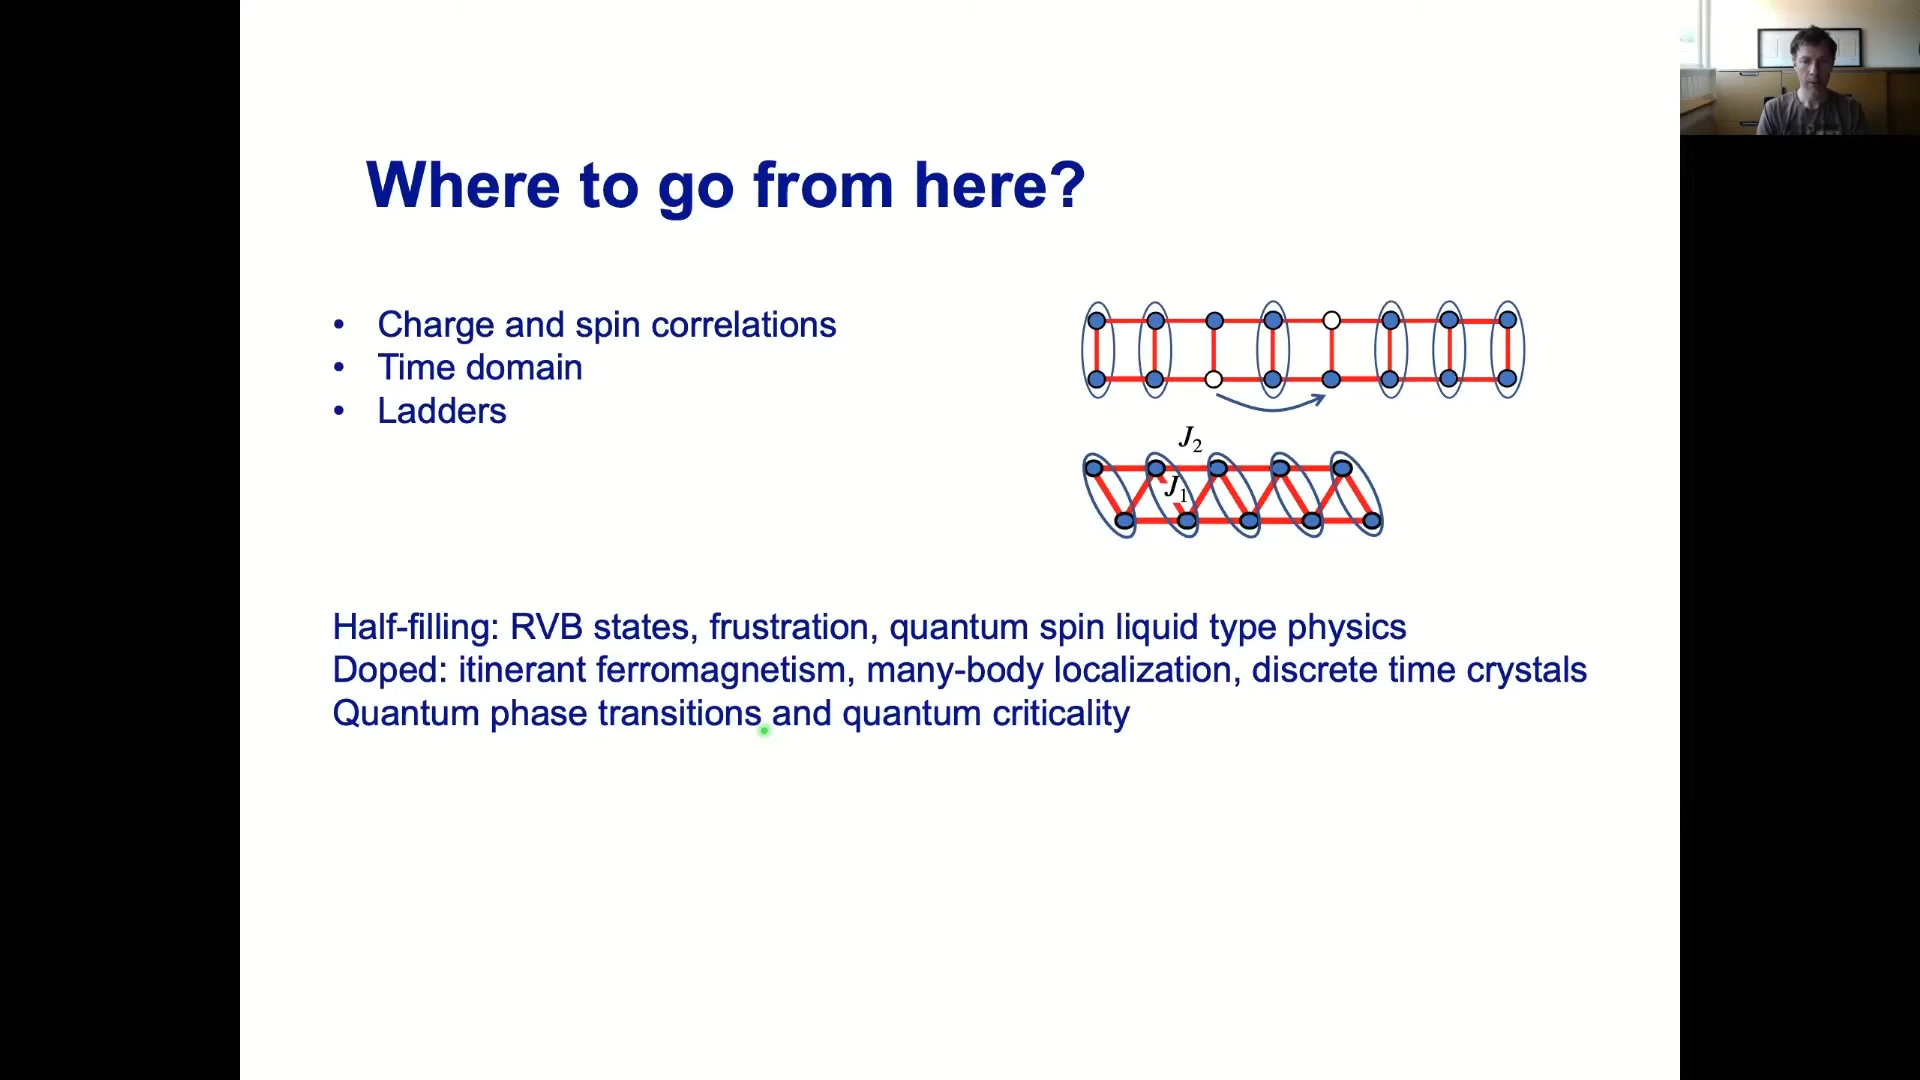 Where to go from here?
• Charge and spin correlations
• Time domain
• Ladders
J₂
J₁
Half-filling: RVB states, frustration, quantum spin liquid type physics
Doped: itinerant ferromagnetism, many-body localization, discrete time crystals
Quantum phase transitions and quantum criticality